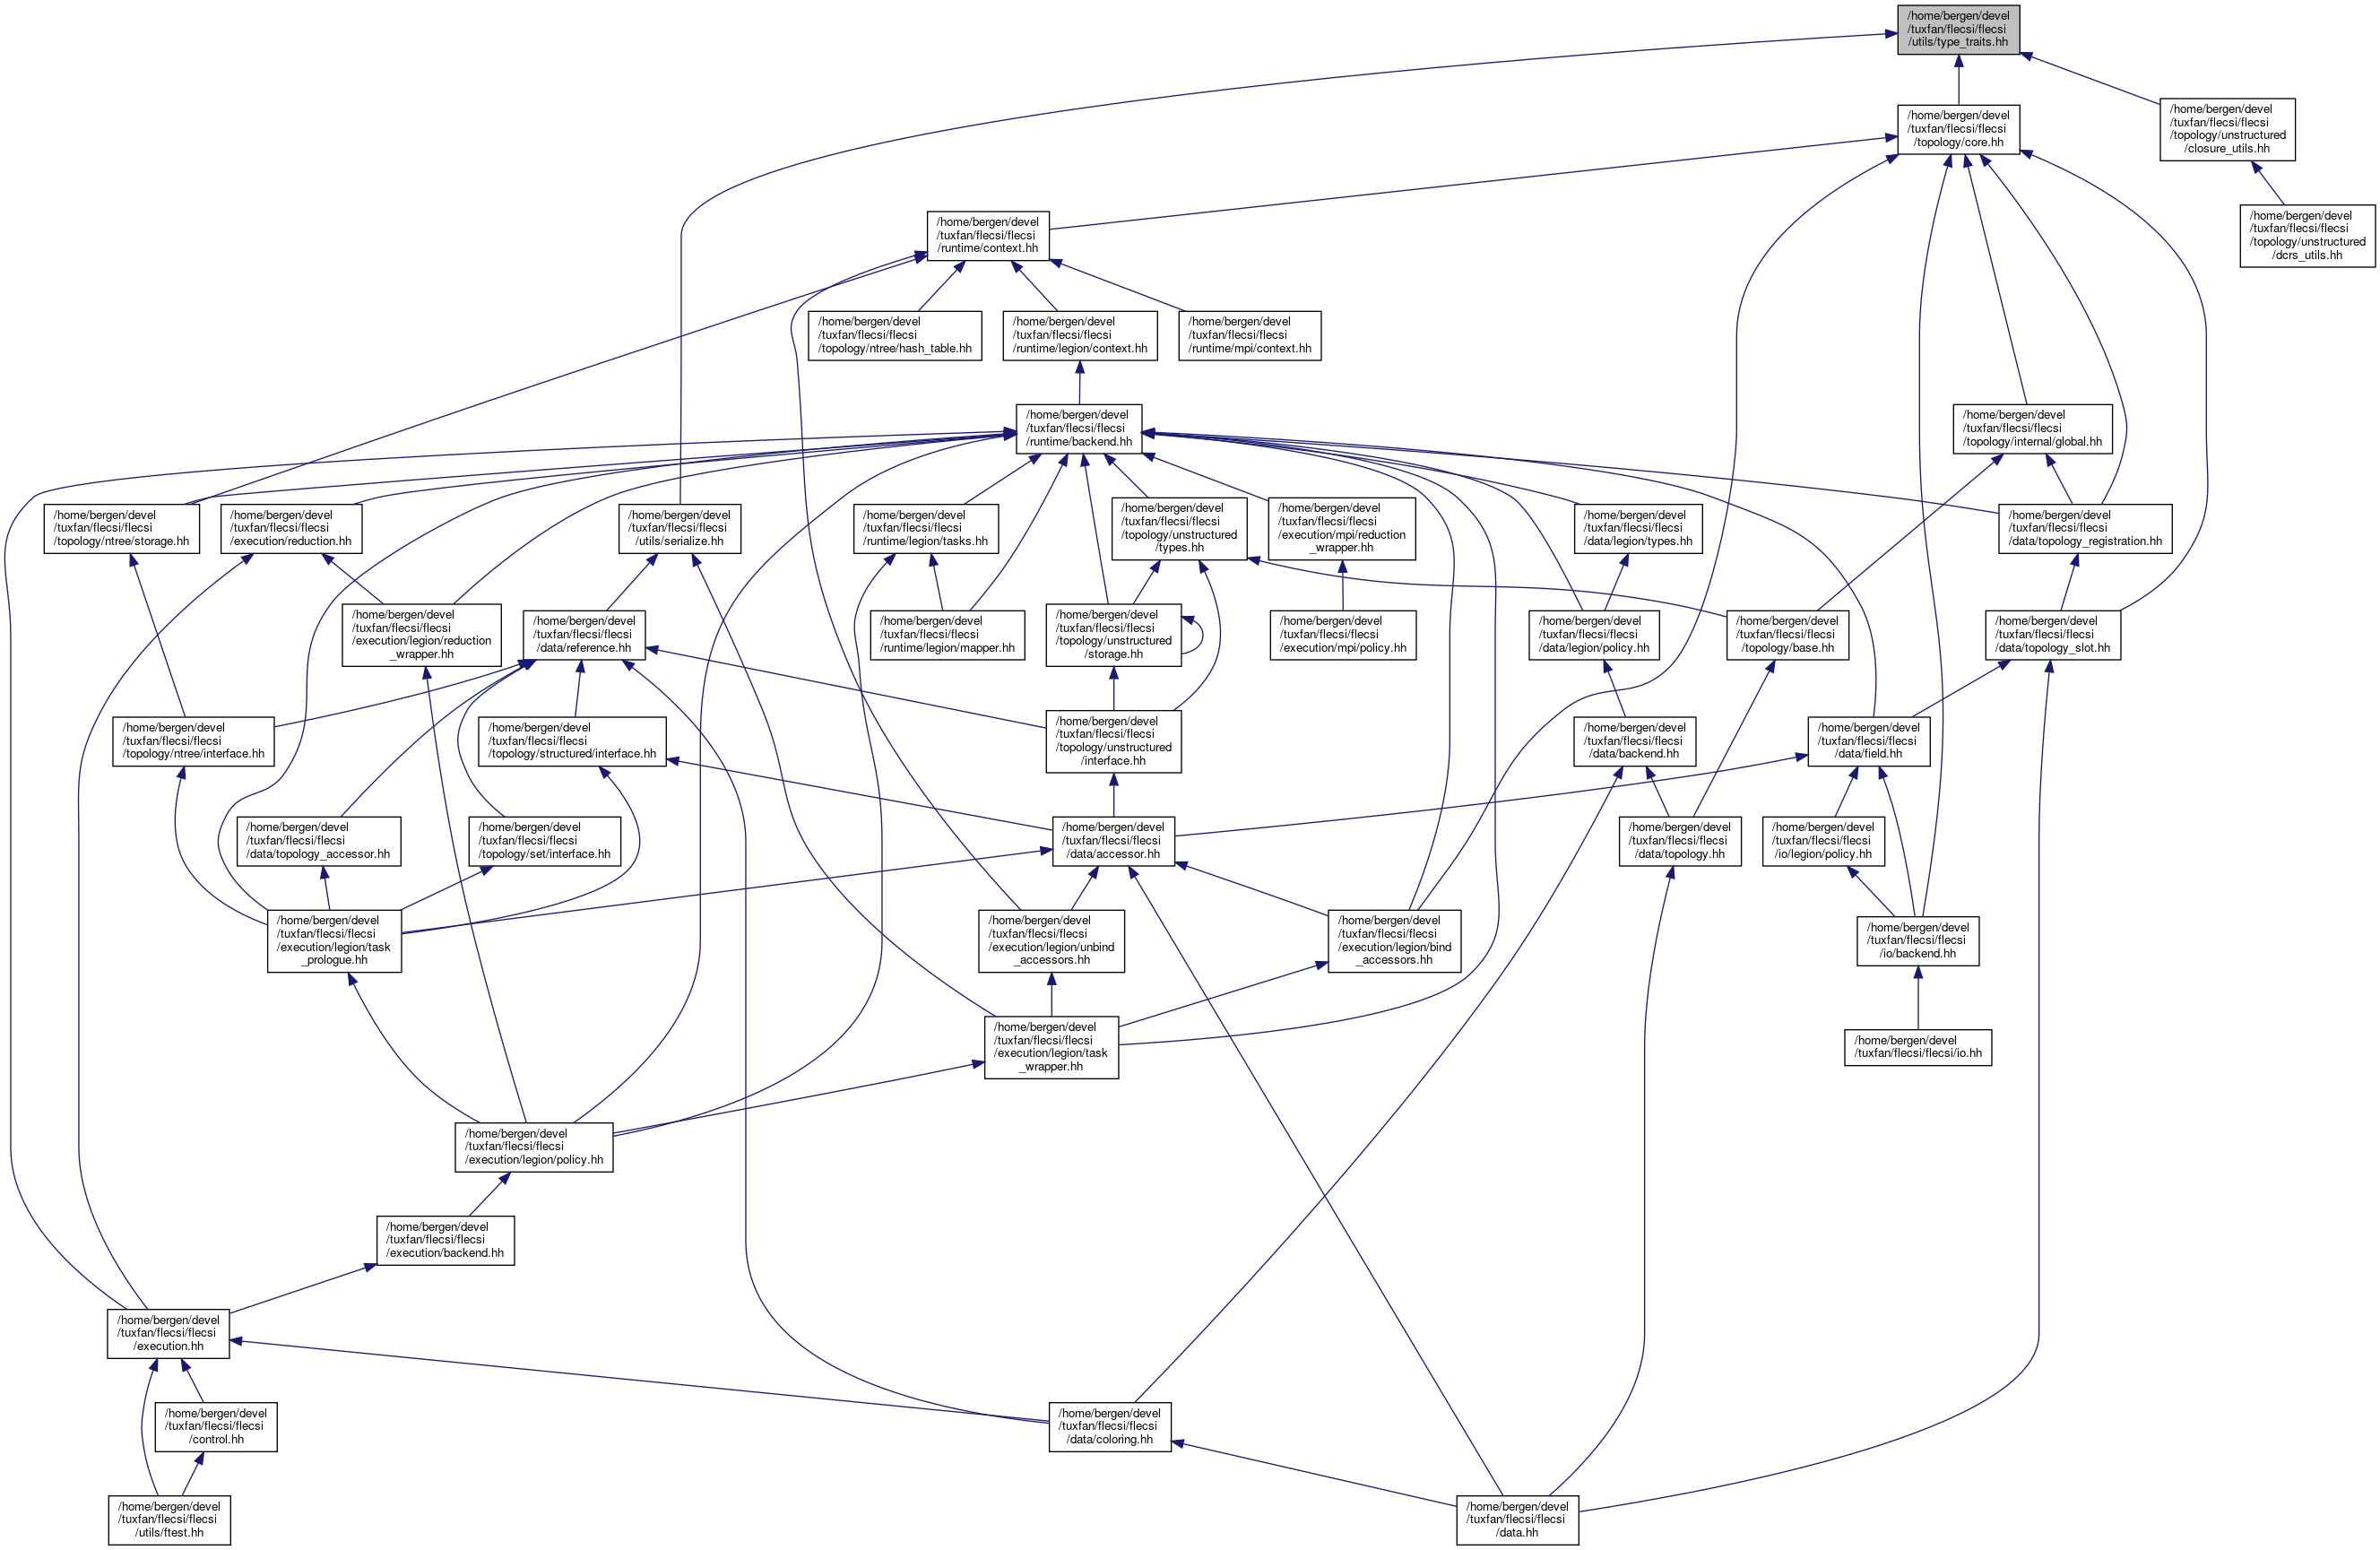 /home/bergen/devel
/tuxfan/flecsi/flecsi
/utils/type_traits.hh
/home/bergen/devel
/tuxfan/flecsi/flecsi
/topology/core.hh
/home/bergen/devel
/tuxfan/flecsi/flecsi
/topology/unstructured
/closure_utils.hh
/home/bergen/devel
/tuxfan/flecsi/flecsi
/runtime/context.hh
/home/bergen/devel
/tuxfan/flecsi/flecsi
/topology/unstructured
/dcrs_utils.hh
/home/bergen/devel
/tuxfan/flecsi/flecsi
/topology/ntree/hash_table.hh
/home/bergen/devel
/tuxfan/flecsi/flecsi
/runtime/legion/context.hh
/home/bergen/devel
/tuxfan/flecsi/flecsi
/runtime/mpi/context.hh
/home/bergen/devel
/tuxfan/flecsi/flecsi
/runtime/backend.hh
/home/bergen/devel
/tuxfan/flecsi/flecsi
/topology/internal/global.hh
/home/bergen/devel
/tuxfan/flecsi/flecsi
/topology/ntree/storage.hh
/home/bergen/devel
/tuxfan/flecsi/flecsi
/execution/reduction.hh
/home/bergen/devel
/tuxfan/flecsi/flecsi
/utils/serialize.hh
/home/bergen/devel
/tuxfan/flecsi/flecsi
/runtime/legion/tasks.hh
/home/bergen/devel
/tuxfan/flecsi/flecsi
/topology/unstructured
/types.hh
/home/bergen/devel
/tuxfan/flecsi/flecsi
/execution/mpi/reduction
_wrapper.hh
/home/bergen/devel
/tuxfan/flecsi/flecsi
/data/legion/types.hh
/home/bergen/devel
/tuxfan/flecsi/flecsi
/data/topology_registration.hh
/home/bergen/devel
/tuxfan/flecsi/flecsi
/execution/legion/reduction
_wrapper.hh
/home/bergen/devel
/tuxfan/flecsi/flecsi
/data/reference.hh
/home/bergen/devel
/tuxfan/flecsi/flecsi
/runtime/legion/mapper.hh
/home/bergen/devel
/tuxfan/flecsi/flecsi
/topology/unstructured
/storage.hh
/home/bergen/devel
/tuxfan/flecsi/flecsi
/execution/mpi/policy.hh
/home/bergen/devel
/tuxfan/flecsi/flecsi
/data/legion/policy.hh
/home/bergen/devel
/tuxfan/flecsi/flecsi
/topology/base.hh
/home/bergen/devel
/tuxfan/flecsi/flecsi
/data/topology_slot.hh
/home/bergen/devel
/tuxfan/flecsi/flecsi
/topology/ntree/interface.hh
/home/bergen/devel
/tuxfan/flecsi/flecsi
/topology/structured/interface.hh
/home/bergen/devel
/tuxfan/flecsi/flecsi
/topology/unstructured
/interface.hh
/home/bergen/devel
/tuxfan/flecsi/flecsi
/data/backend.hh
/home/bergen/devel
/tuxfan/flecsi/flecsi
/data/field.hh
/home/bergen/devel
/tuxfan/flecsi/flecsi
/data/topology_accessor.hh
/home/bergen/devel
/tuxfan/flecsi/flecsi
/topology/set/interface.hh
/home/bergen/devel
/tuxfan/flecsi/flecsi
/data/accessor.hh
/home/bergen/devel
/tuxfan/flecsi/flecsi
/data/topology.hh
/home/bergen/devel
/tuxfan/flecsi/flecsi
/io/legion/policy.hh
/home/bergen/devel
/tuxfan/flecsi/flecsi
/execution/legion/task
_prologue.hh
/home/bergen/devel
/tuxfan/flecsi/flecsi
/execution/legion/unbind
_accessors.hh
/home/bergen/devel
/tuxfan/flecsi/flecsi
/execution/legion/bind
_accessors.hh
/home/bergen/devel
/tuxfan/flecsi/flecsi
/io/backend.hh
/home/bergen/devel
/tuxfan/flecsi/flecsi
/execution/legion/task
_wrapper.hh
/home/bergen/devel
/tuxfan/flecsi/flecsi/io.hh
/home/bergen/devel
/tuxfan/flecsi/flecsi
/execution/legion/policy.hh
/home/bergen/devel
/tuxfan/flecsi/flecsi
/execution/backend.hh
/home/bergen/devel
/tuxfan/flecsi/flecsi
/execution.hh
/home/bergen/devel
/tuxfan/flecsi/flecsi
/control.hh
/home/bergen/devel
/tuxfan/flecsi/flecsi
/data/coloring.hh
/home/bergen/devel
/tuxfan/flecsi/flecsi
/utils/ftest.hh
/home/bergen/devel
/tuxfan/flecsi/flecsi
/data.hh